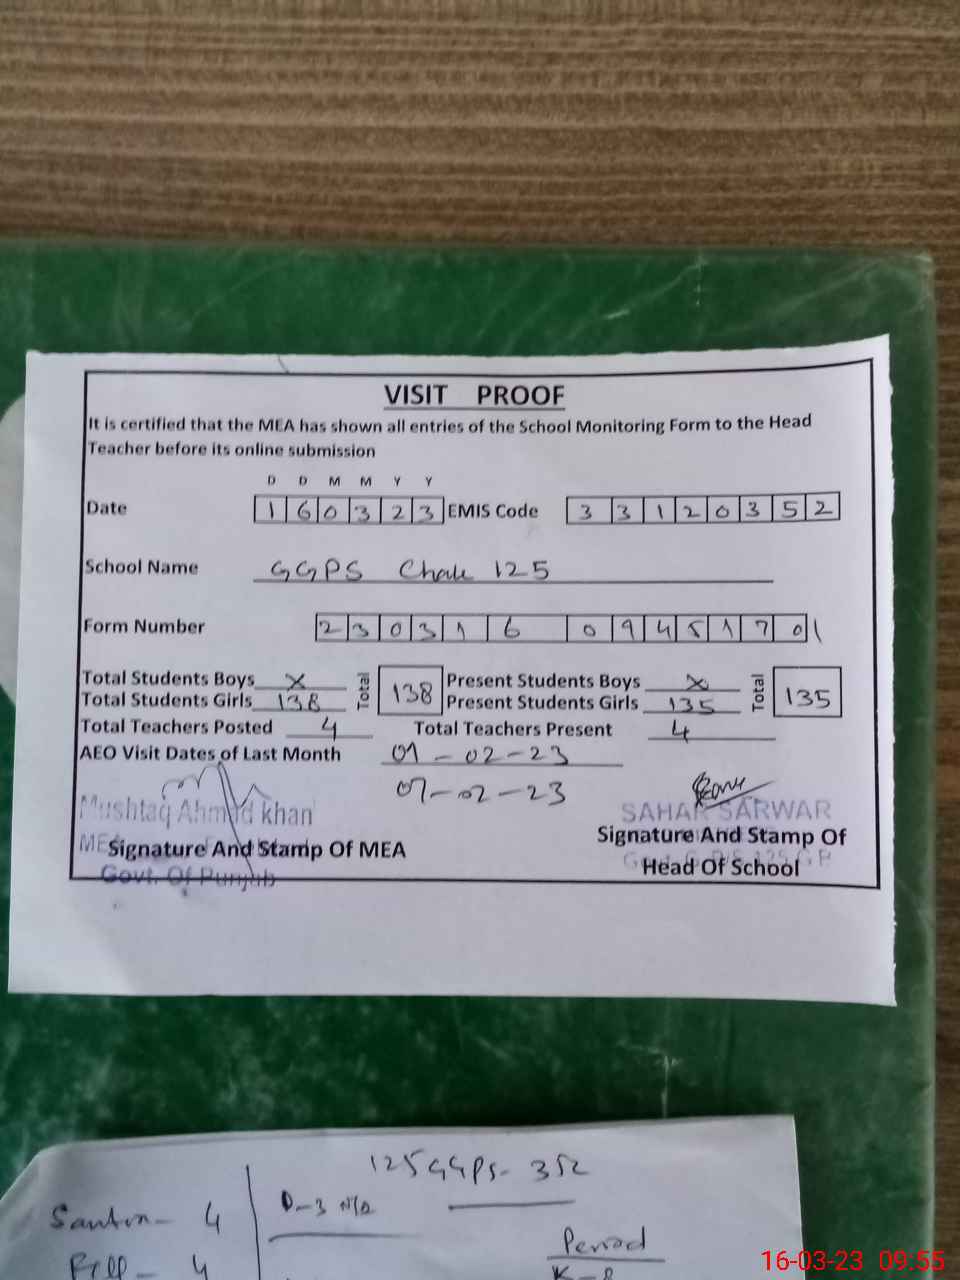 VISIT PROOF
It is certified that the MEA has shown all entries of the School Monitoring Form to the Head
Teacher before its online submission
D D M M Y Y
Date 1 6 0 3 2 3 EMIS Code 3 3 1 2 0 3 5 2
School Name GGPS Chak 125
Form Number 2 3 0 3 1 6 0 9 4 5 1 7 0 1
Total Students Boys X Total 138 Present Students Boys X Total 135
Total Students Girls 138 Present Students Girls 135
Total Teachers Posted 4 Total Teachers Present 4
AEO Visit Dates of Last Month 01-02-23
07-02-23
Mushtaq Ahmad khan SAHAR SARWAR
MEA Signature And Stamp Of MEA Signature And Stamp Of
Govt. Of Punjab Head Of School
125 GGPS- 352
4 D-3 N/A
4 Period
16-03-23 09:55